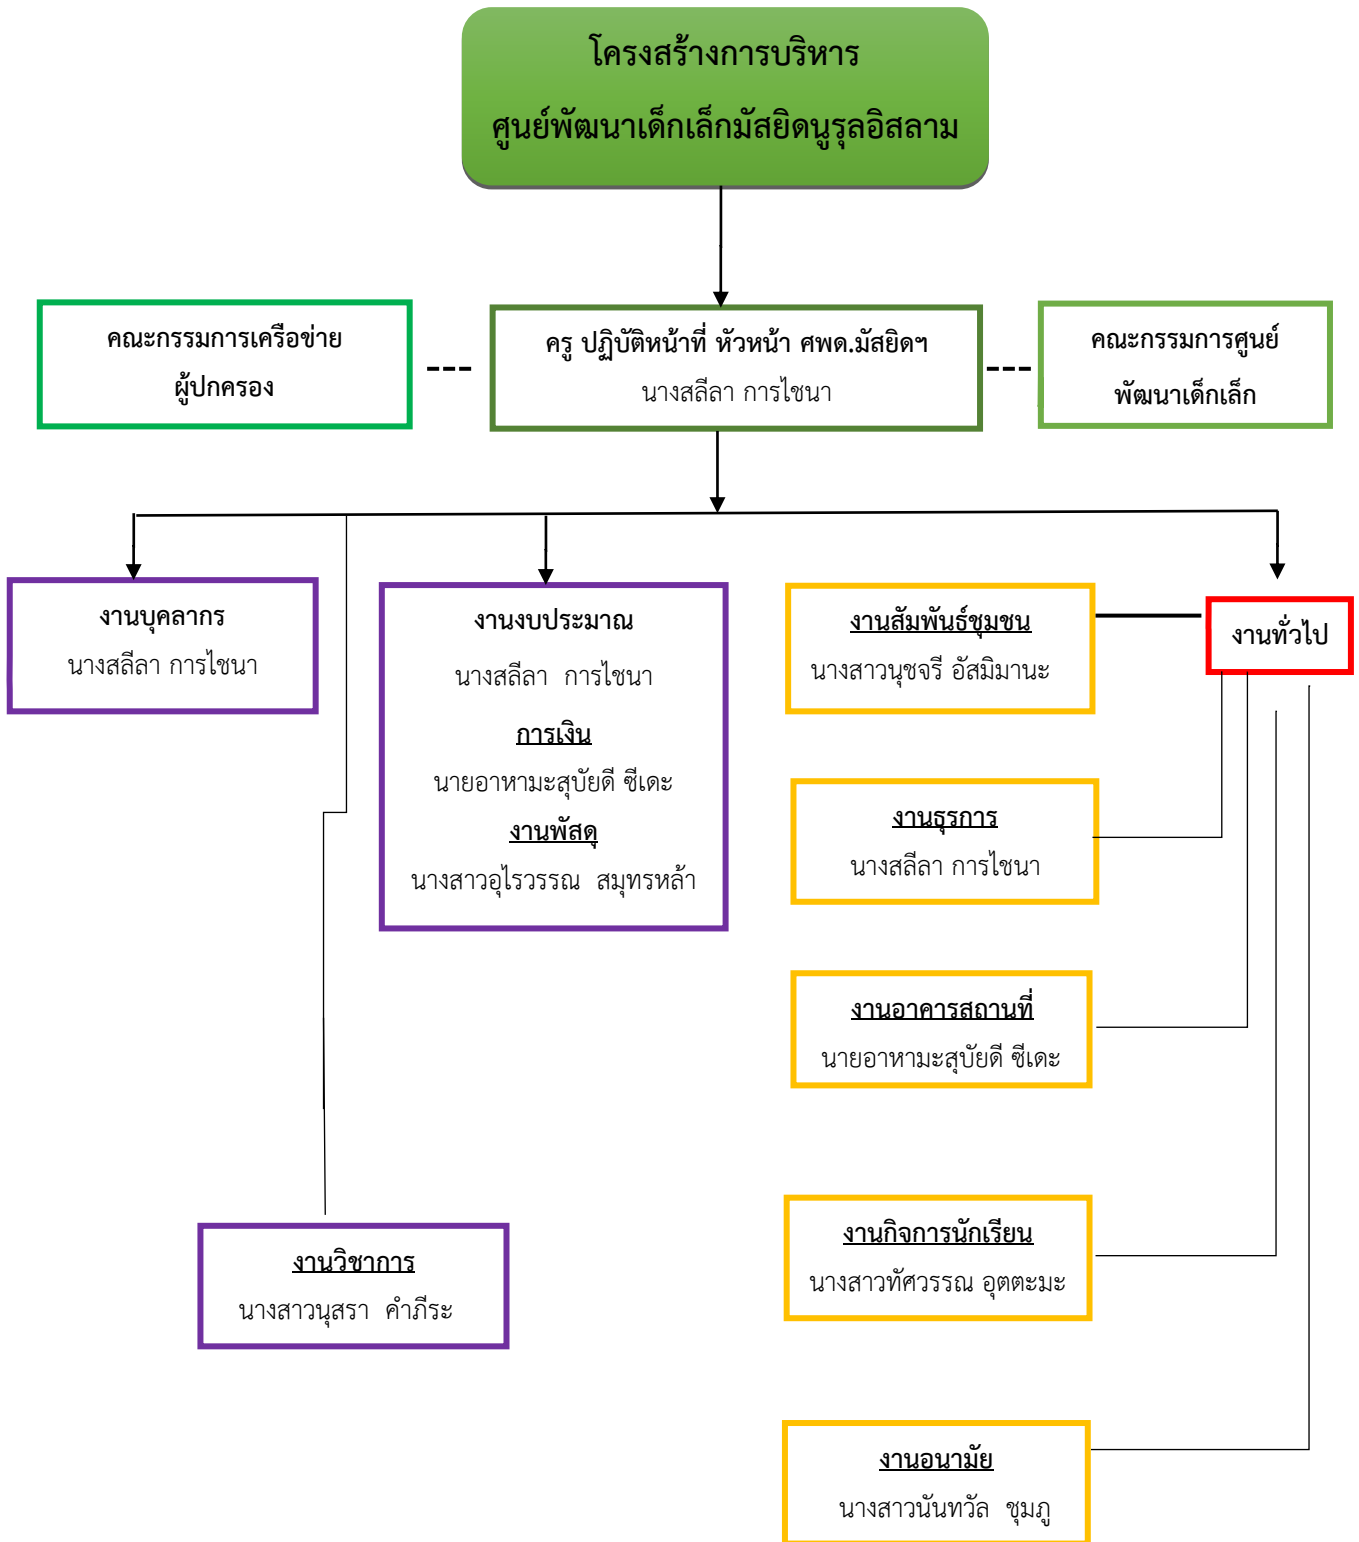 โครงสร้างการบริหาร
ศูนย์พัฒนาเด็กเล็กมัสยิดนูรุลอิสลาม
คณะกรรมการเครือข่าย
ผู้ปกครอง
ครู ปฏิบัติหน้าที่ หัวหน้า ศพด.มัสยิดฯ
นางสลีลา การไชนา
คณะกรรมการศูนย์
พัฒนาเด็กเล็ก
งานบุคลากร
นางสลีลา การไชนา
งานงบประมาณ
นางสลีลา การไชนา
การเงิน
นายอาหามะสุบัยดี ซีเดะ
งานพัสดุ
นางสาวอุไรวรรณ สมุทรหล้า
งานวิชาการ
นางสาวนุสรา คำภีระ
งานทั่วไป
งานสัมพันธ์ชุมชน
นางสาวนุชจรี อัสมิมานะ
งานธุรการ
นางสลีลา การไชนา
งานอาคารสถานที่
นายอาหามะสุบัยดี ซีเดะ
งานกิจการนักเรียน
นางสาวทัศวรรณ อุตตะมะ
งานอนามัย
นางสาวนันทวัล ชุมภู